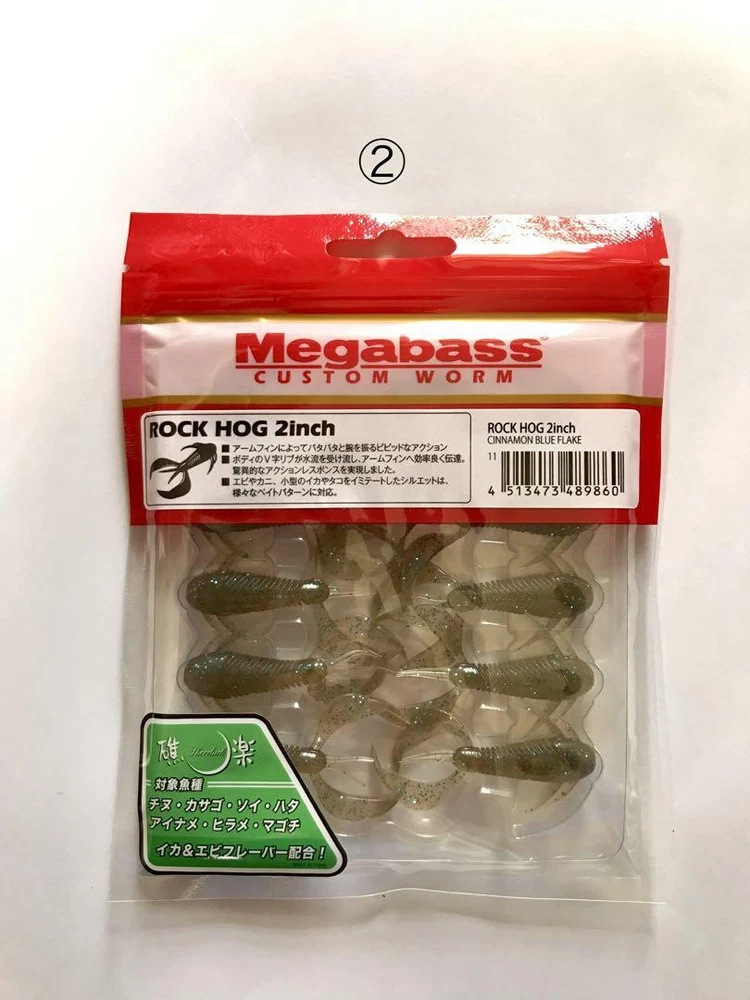 ②
Megabass
CUSTOM WORM
ROCK HOG 2inch
■ アームフィンによってバタバタと腕を振るビビッドなアクション
■ ボディのV字リブが水流を受け流し、アームフィンへ効率良く伝達。
驚異的なアクションレスポンスを実現しました。
■ エビやカニ、小型のイカやタコをイミテートしたシルエットは、
様々なベイトパターンに対応。
ROCK HOG 2inch
CINNAMON BLUE FLAKE
11
4 513473 489860
礁楽
対象魚種
チヌ・カサゴ・ソイ・ハタ
アイナメ・ヒラメ・マゴチ
イカ&エビフレーバー配合！